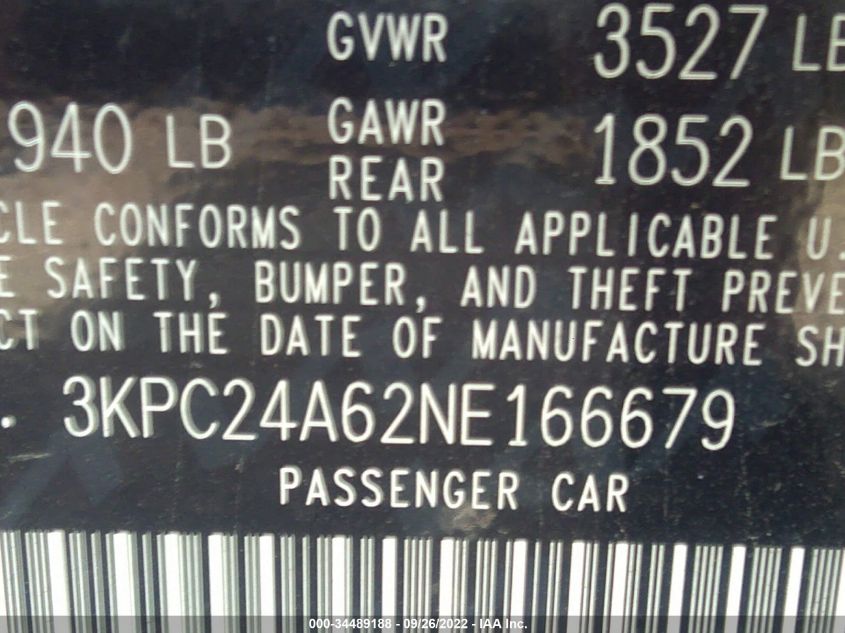 GVWR 3527 LB
940 LB GAWR REAR 1852 LB
CLE CONFORMS TO ALL APPLICABLE U.
E SAFETY, BUMPER, AND THEFT PREVE
CT ON THE DATE OF MANUFACTURE SH
. 3KPC24A62NE166679
PASSENGER CAR
000-34489188 - 09/26/2022 - IAA Inc.